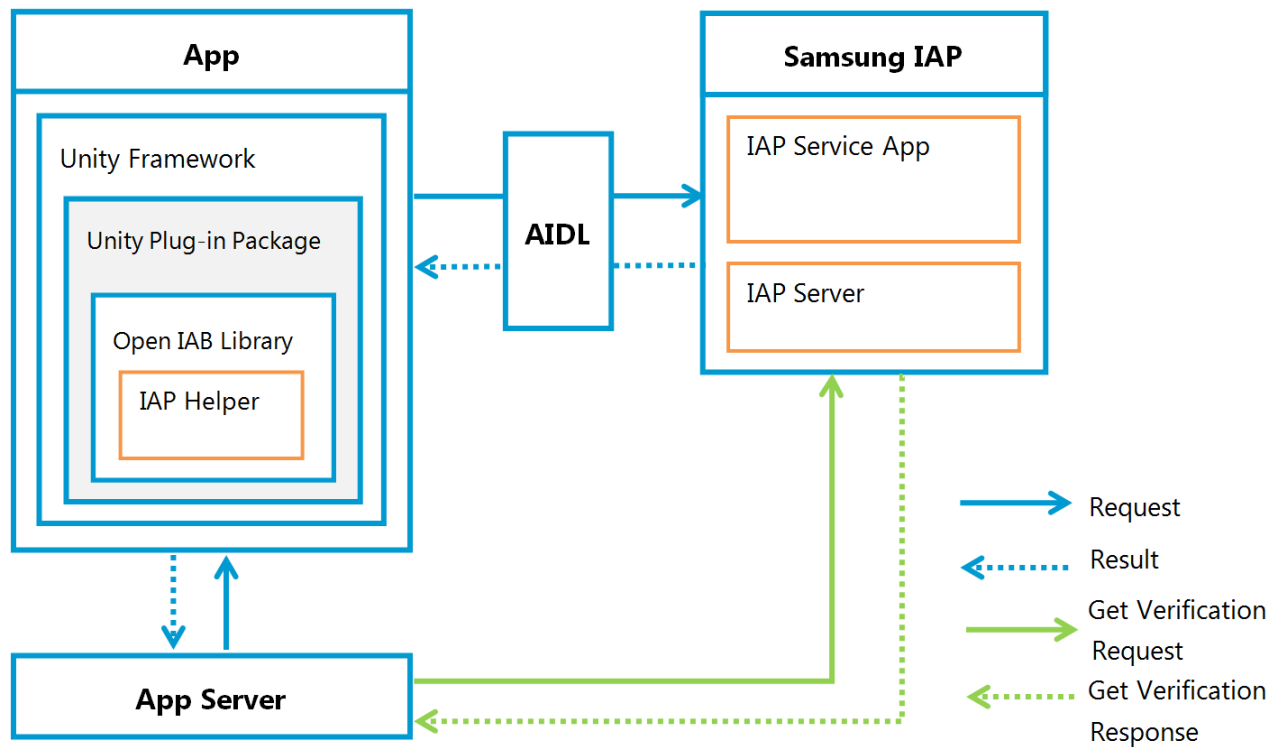 App
Unity Framework
Unity Plug-in Package
Open IAB Library
IAP Helper
AIDL
Samsung IAP
IAP Service App
IAP Server
App Server
Request
Result
Get Verification
Request
Get Verification
Response